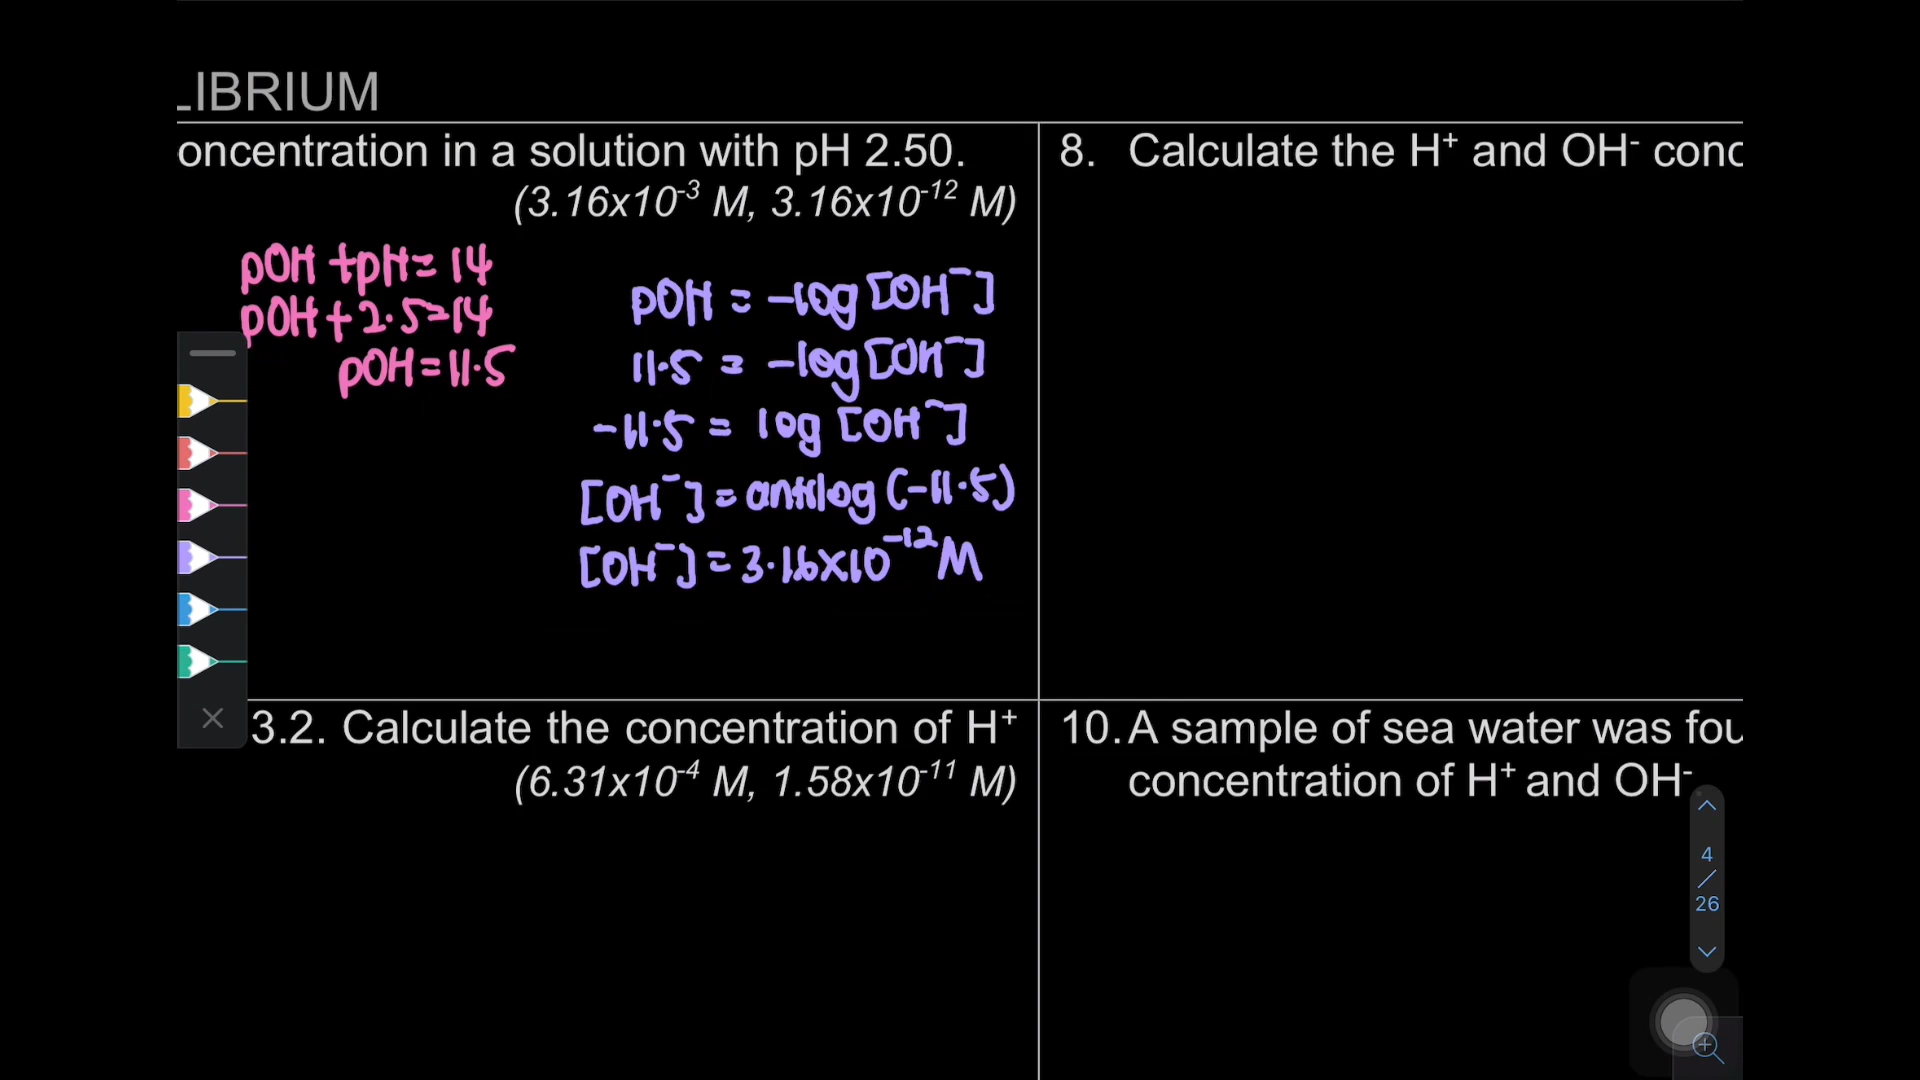 LIBRIUM
oncentration in a solution with pH 2.50.
(3.16x10⁻³ M, 3.16x10⁻¹² M)
pOH + pH = 14
pOH + 2.5 = 14
pOH = 11.5
pOH = -log [OH⁻]
11.5 = -log [OH⁻]
-11.5 = log [OH⁻]
[OH⁻] = antilog (-11.5)
[OH⁻] = 3.16x10⁻¹² M
8. Calculate the H⁺ and OH⁻ conc
3.2. Calculate the concentration of H⁺
(6.31x10⁻⁴ M, 1.58x10⁻¹¹ M)
10. A sample of sea water was fou
concentration of H⁺ and OH⁻
4
/
26